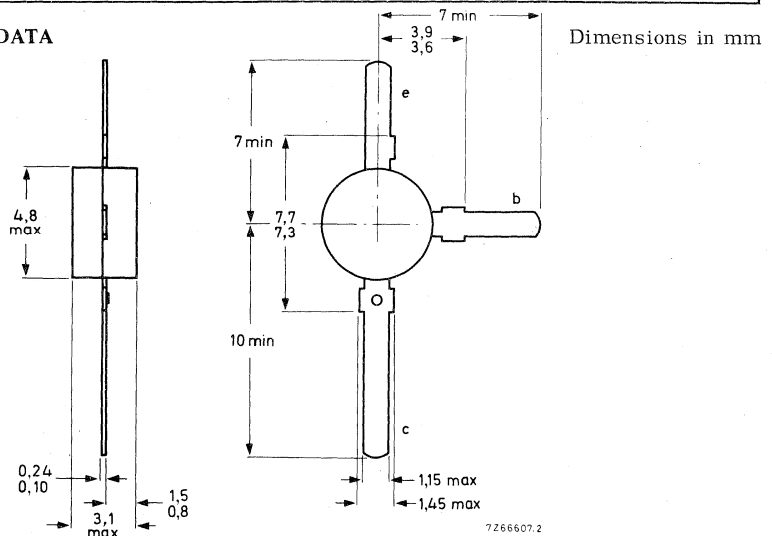 DATA
Dimensions in mm
7 min
3,9
3,6
e
7 min
b
4,8
max
7,7
7,3
10 min
c
0,24
0,10
1,5
0,8
3,1
max
1,15 max
1,45 max
7Z66607.2